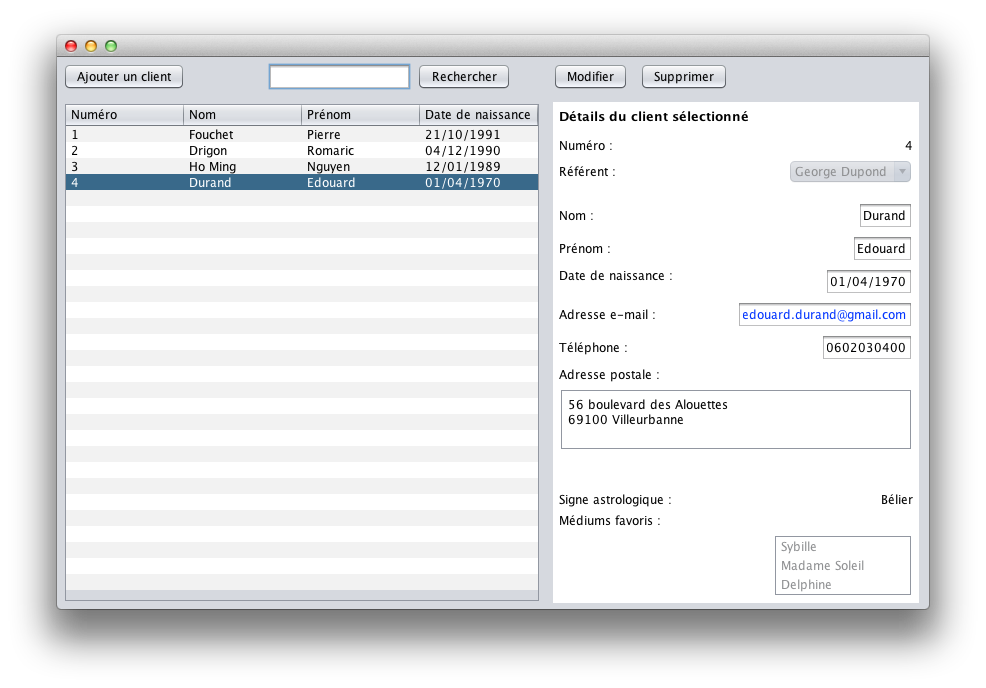 Ajouter un client Rechercher Modifier Supprimer
Numéro Nom Prénom Date de naissance
1 Fouchet Pierre 21/10/1991
2 Drigon Romaric 04/12/1990
3 Ho Ming Nguyen 12/01/1989
4 Durand Edouard 01/04/1970
Détails du client sélectionné
Numéro : 4
Référent : George Dupond
Nom : Durand
Prénom : Edouard
Date de naissance : 01/04/1970
Adresse e-mail : edouard.durand@gmail.com
Téléphone : 0602030400
Adresse postale :
56 boulevard des Alouettes
69100 Villeurbanne
Signe astrologique : Bélier
Médiums favoris :
Sybille
Madame Soleil
Delphine